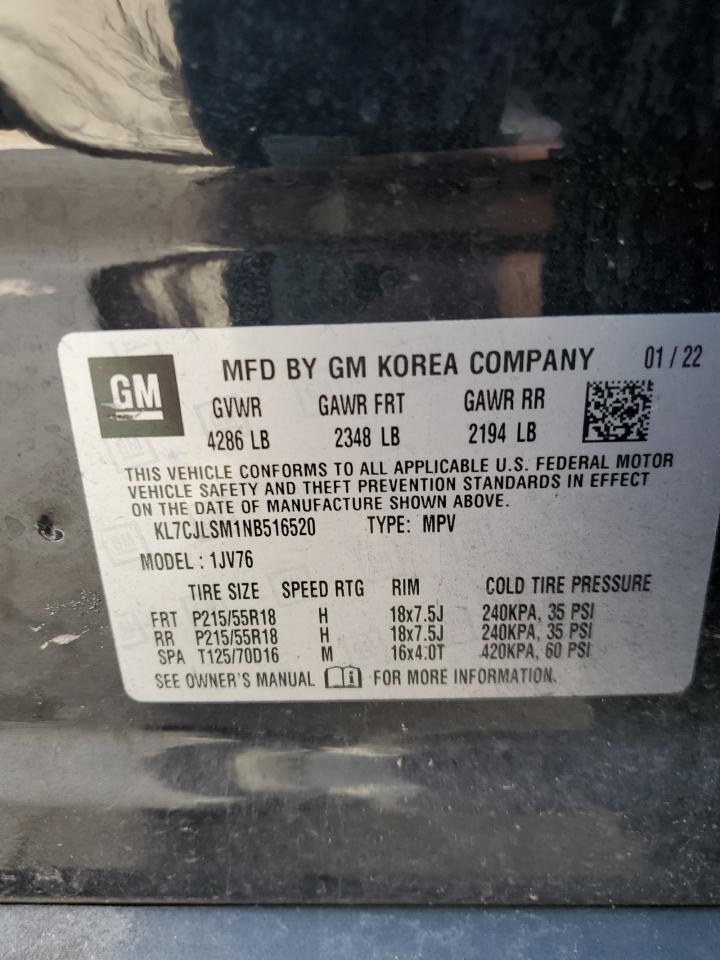 GM
MFD BY GM KOREA COMPANY 01 / 22
GVWR GAWR FRT GAWR RR
4286 LB 2348 LB 2194 LB
THIS VEHICLE CONFORMS TO ALL APPLICABLE U.S. FEDERAL MOTOR
VEHICLE SAFETY AND THEFT PREVENTION STANDARDS IN EFFECT
ON THE DATE OF MANUFACTURE SHOWN ABOVE.
KL7CJLSM1NB516520 TYPE: MPV
MODEL : 1JV76
TIRE SIZE SPEED RTG RIM COLD TIRE PRESSURE
FRT P215/55R18 H 18x7.5J 240KPA, 35 PSI
RR P215/55R18 H 18x7.5J 240KPA, 35 PSI
SPA T125/70D16 M 16x4.0T 420KPA, 60 PSI
SEE OWNER'S MANUAL FOR MORE INFORMATION.